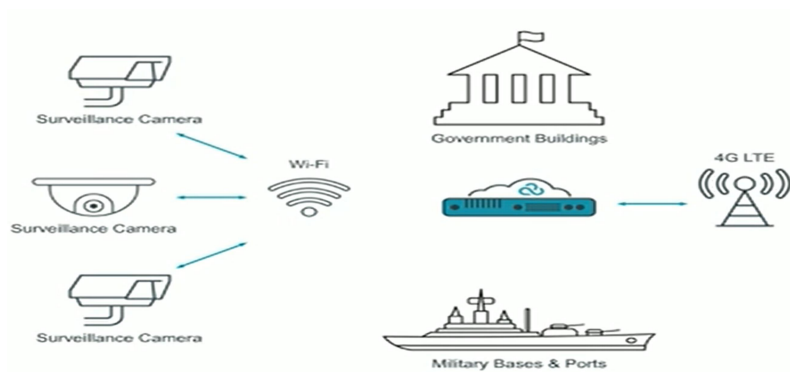 Surveillance Camera
Government Buildings
Wi-Fi
4G LTE
Surveillance Camera
Surveillance Camera
Military Bases & Ports